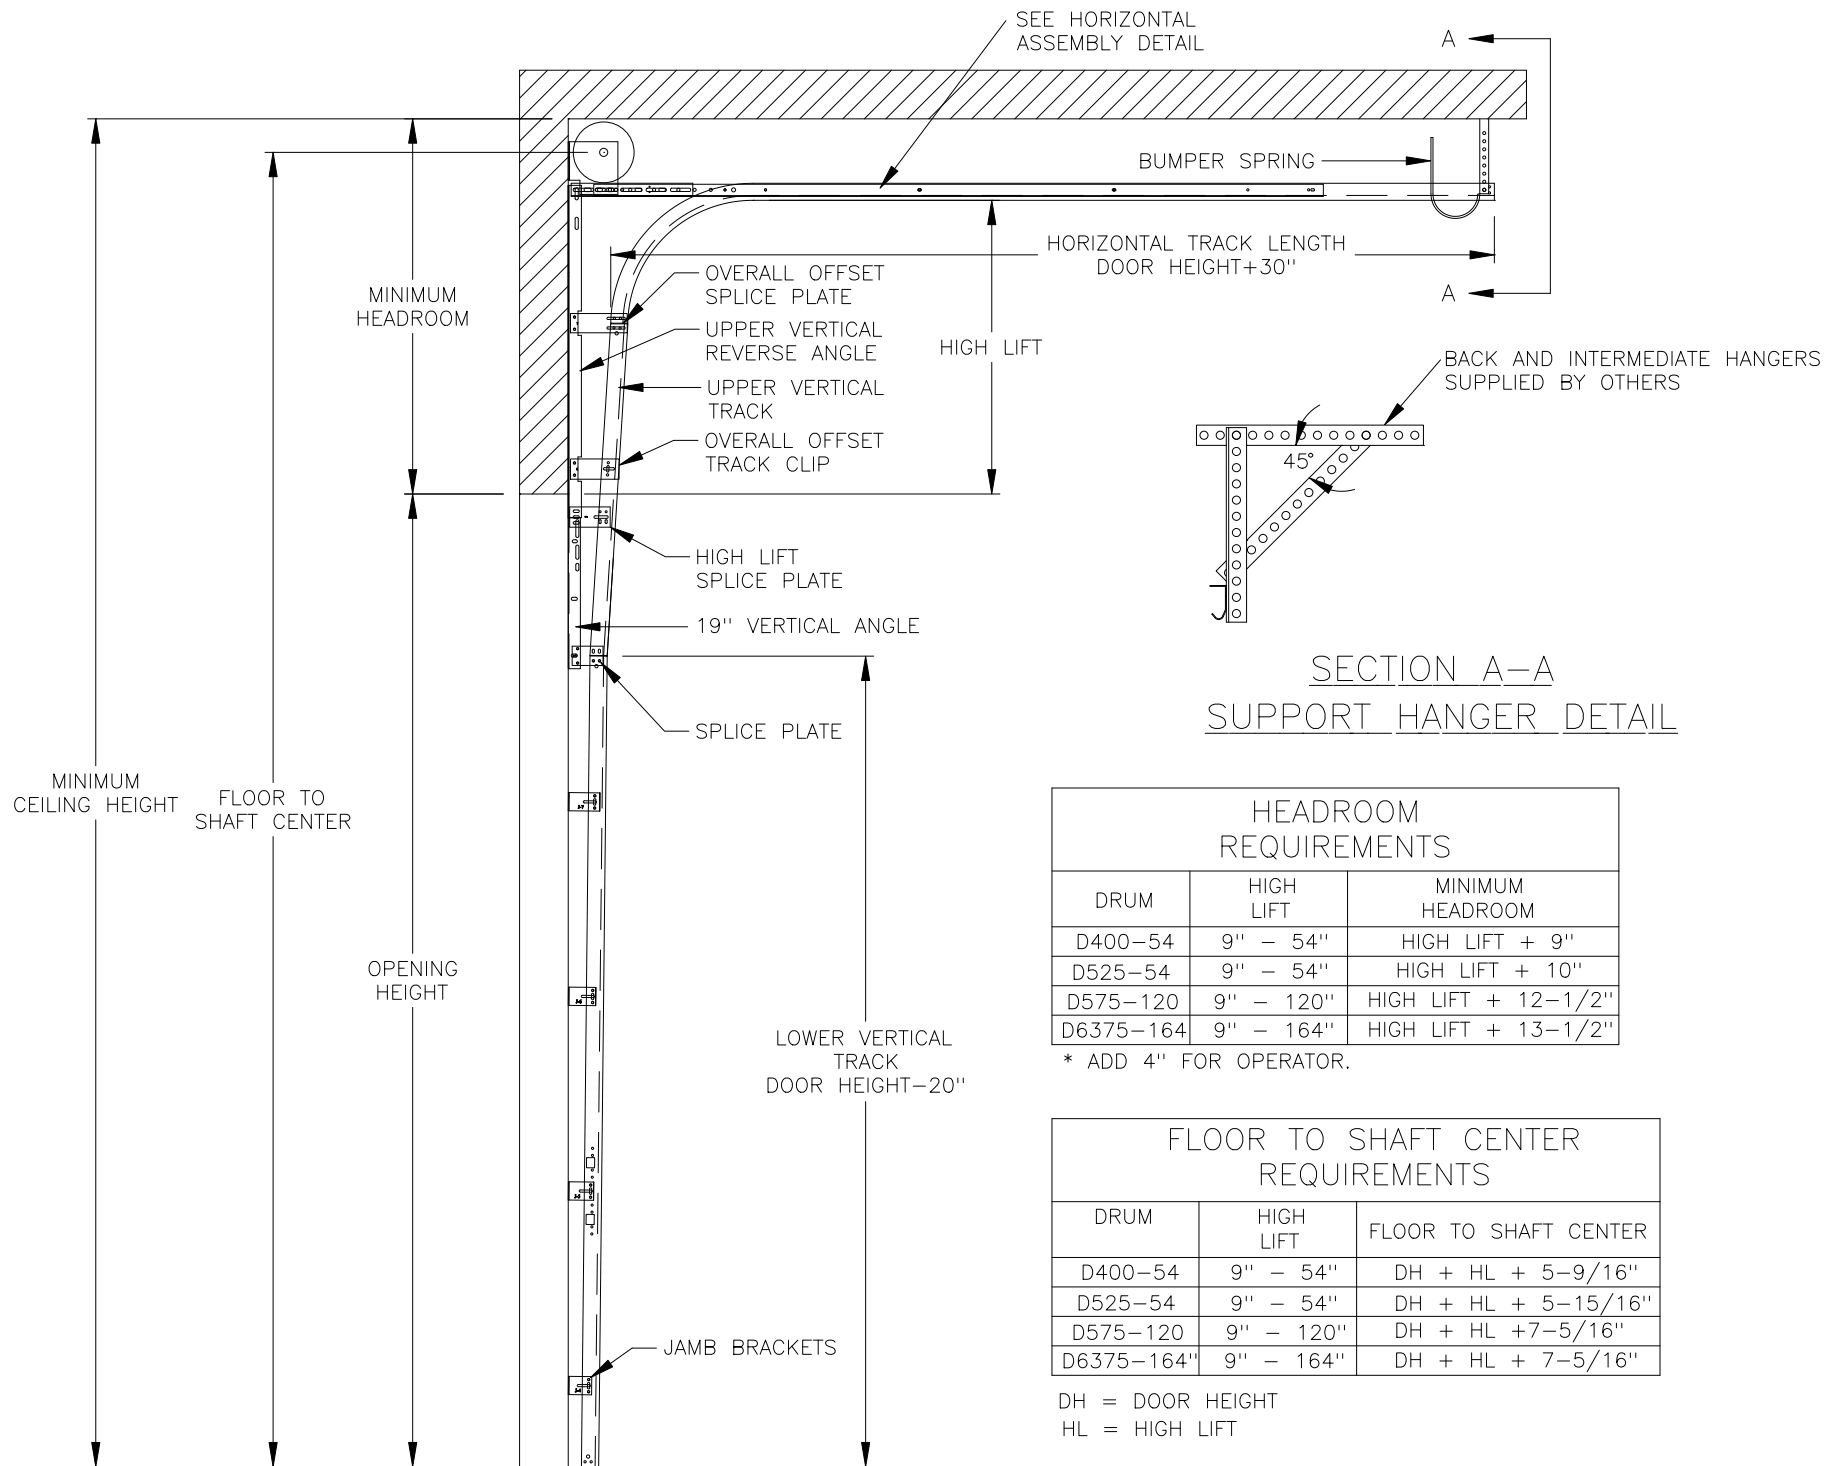 SEE HORIZONTAL
ASSEMBLY DETAIL
A
BUMPER SPRING
HORIZONTAL TRACK LENGTH
DOOR HEIGHT+30"
A
OVERALL OFFSET
SPLICE PLATE
MINIMUM
HEADROOM
UPPER VERTICAL
REVERSE ANGLE
HIGH LIFT
UPPER VERTICAL
TRACK
BACK AND INTERMEDIATE HANGERS
SUPPLIED BY OTHERS
OVERALL OFFSET
TRACK CLIP
45°
HIGH LIFT
SPLICE PLATE
19" VERTICAL ANGLE
SECTION A-A
SUPPORT HANGER DETAIL
SPLICE PLATE
MINIMUM
CEILING HEIGHT
FLOOR TO
SHAFT CENTER
OPENING
HEIGHT
LOWER VERTICAL
TRACK
DOOR HEIGHT-20"
JAMB BRACKETS
HEADROOM
REQUIREMENTS
DRUM HIGH LIFT MINIMUM HEADROOM
D400-54 9" - 54" HIGH LIFT + 9"
D525-54 9" - 54" HIGH LIFT + 10"
D575-120 9" - 120" HIGH LIFT + 12-1/2"
D6375-164 9" - 164" HIGH LIFT + 13-1/2"
* ADD 4" FOR OPERATOR.
FLOOR TO SHAFT CENTER
REQUIREMENTS
DRUM HIGH LIFT FLOOR TO SHAFT CENTER
D400-54 9" - 54" DH + HL + 5-9/16"
D525-54 9" - 54" DH + HL + 5-15/16"
D575-120 9" - 120" DH + HL +7-5/16"
D6375-164" 9" - 164" DH + HL + 7-5/16"
DH = DOOR HEIGHT
HL = HIGH LIFT